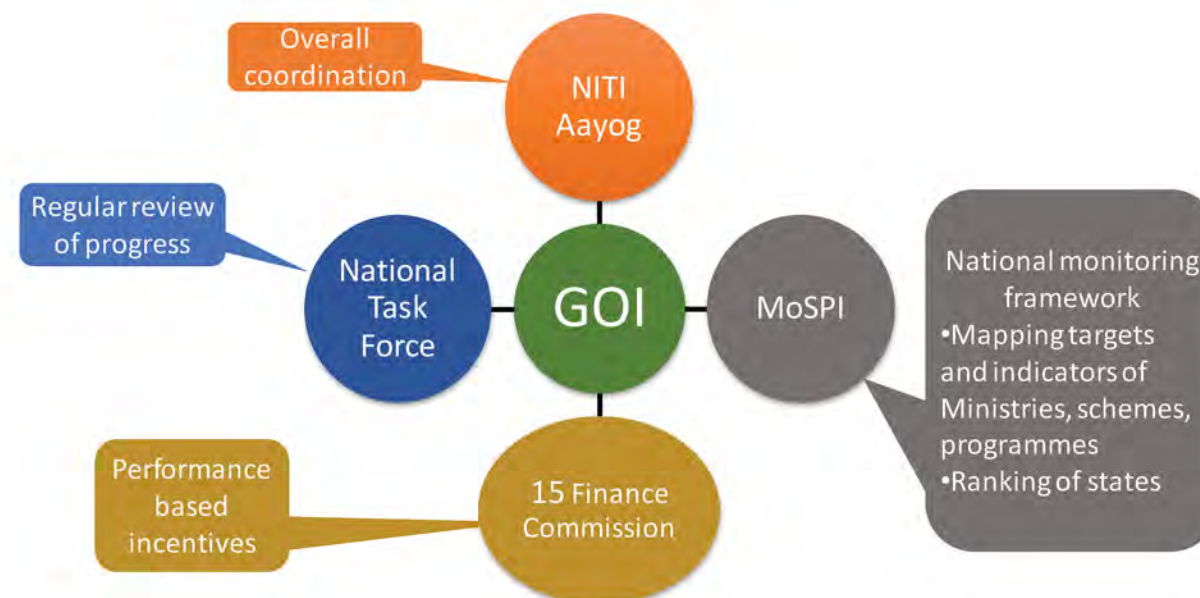 Overall
coordination
NITI
Aayog
Regular review
of progress
National
Task
Force
GOI
MoSPI
National monitoring
framework
•Mapping targets
and indicators of
Ministries, schemes,
programmes
•Ranking of states
Performance
based
incentives
15 Finance
Commission